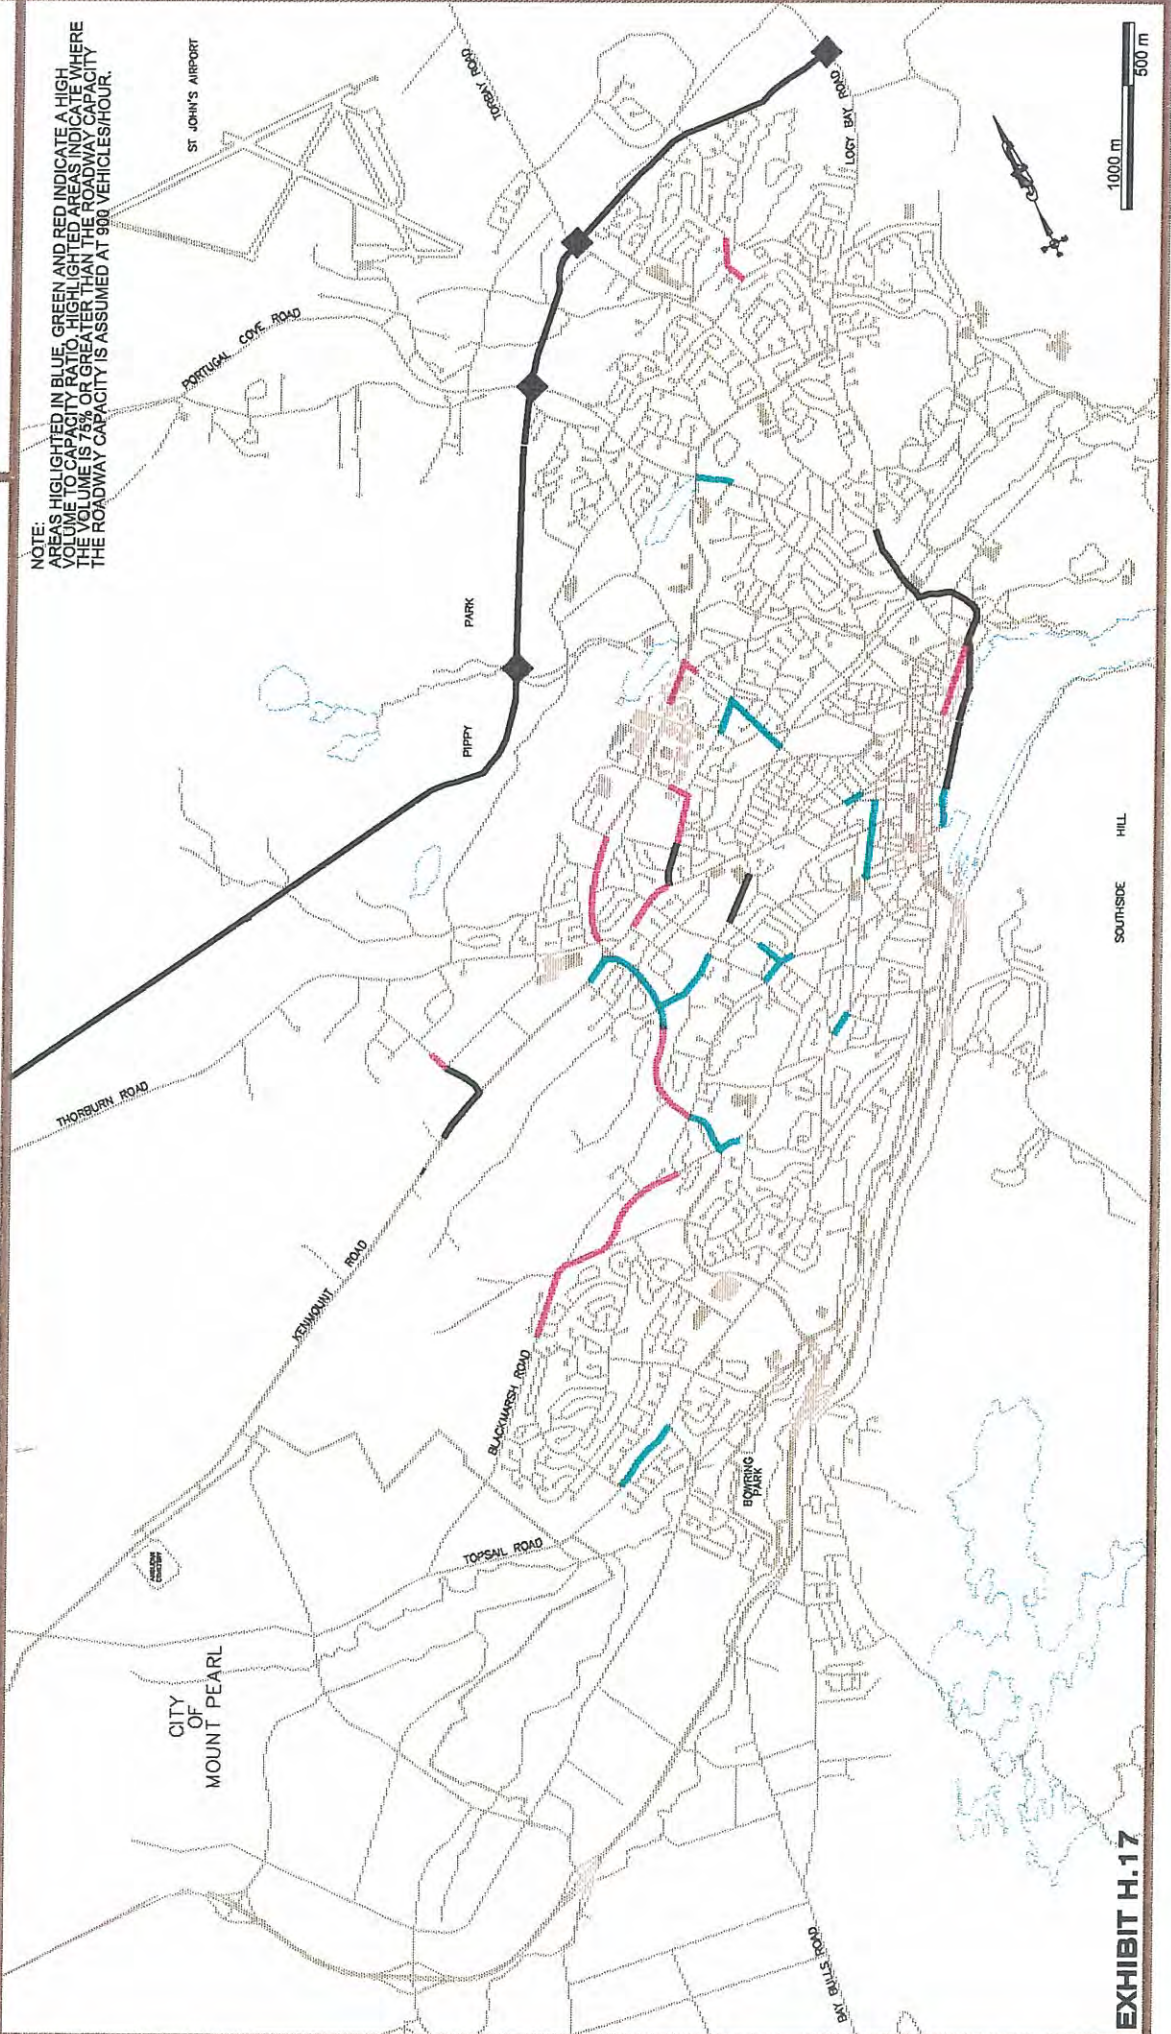 NOTE:
AREAS HIGLIGHTED IN BLUE, GREEN AND RED INDICATE A HIGH
VOLUME TO CAPACITY RATIO. HIGHLIGHTED AREAS INDICATE WHERE
THE VOLUME IS 75% OR GREATER THAN THE ROADWAY CAPACITY
THE ROADWAY CAPACITY IS ASSUMED AT 900 VEHICLES/HOUR.
ST JOHN'S AIRPORT
TORBAY ROAD
LOGY BAY ROAD
1000 m
500 m
PORTUGAL COVE ROAD
PIPPY PARK
SOUTHSIDE HILL
THORBURN ROAD
KENMOUNT ROAD
BLACKMARSH ROAD
BOWRING
PARK
TOPSAIL ROAD
CITY
OF
MOUNT PEARL
BAY BULLS ROAD
EXHIBIT H.17